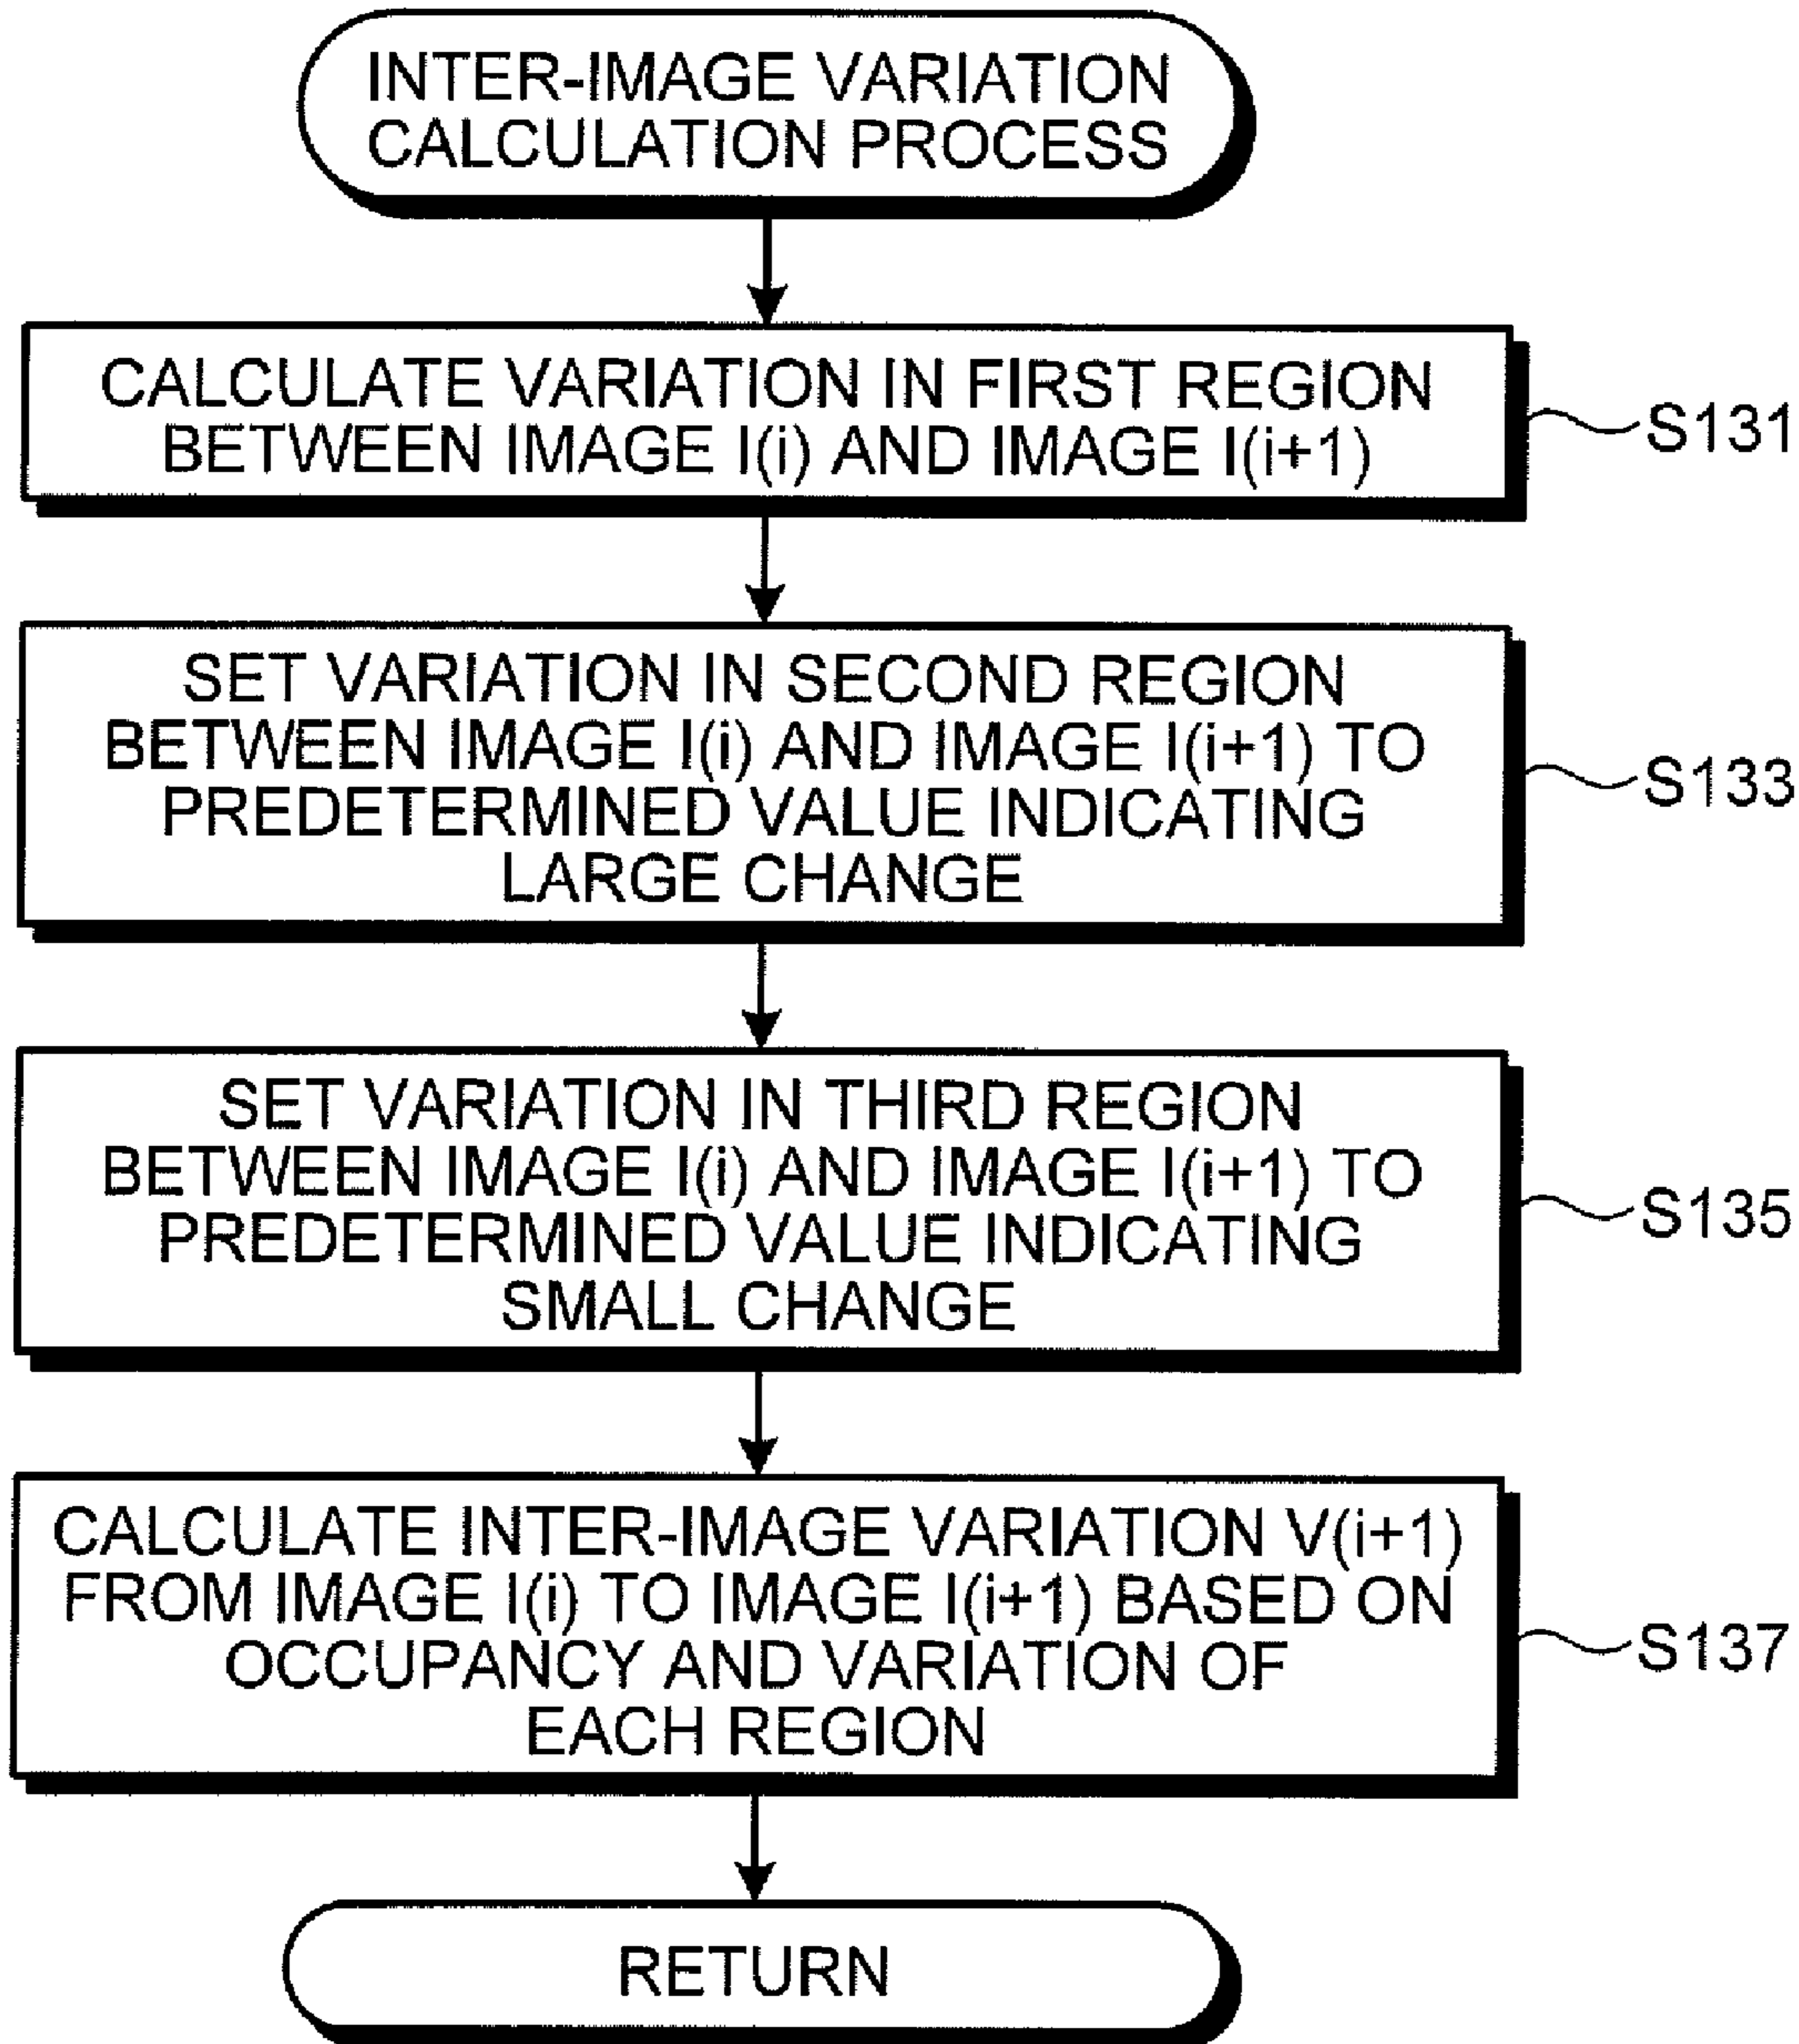 INTER-IMAGE VARIATION
CALCULATION PROCESS
CALCULATE VARIATION IN FIRST REGION
BETWEEN IMAGE I(i) AND IMAGE I(i+1)
S131
SET VARIATION IN SECOND REGION
BETWEEN IMAGE I(i) AND IMAGE I(i+1) TO
PREDETERMINED VALUE INDICATING
LARGE CHANGE
S133
SET VARIATION IN THIRD REGION
BETWEEN IMAGE I(i) AND IMAGE I(i+1) TO
PREDETERMINED VALUE INDICATING
SMALL CHANGE
S135
CALCULATE INTER-IMAGE VARIATION V(i+1)
FROM IMAGE I(i) TO IMAGE I(i+1) BASED ON
OCCUPANCY AND VARIATION OF
EACH REGION
S137
RETURN